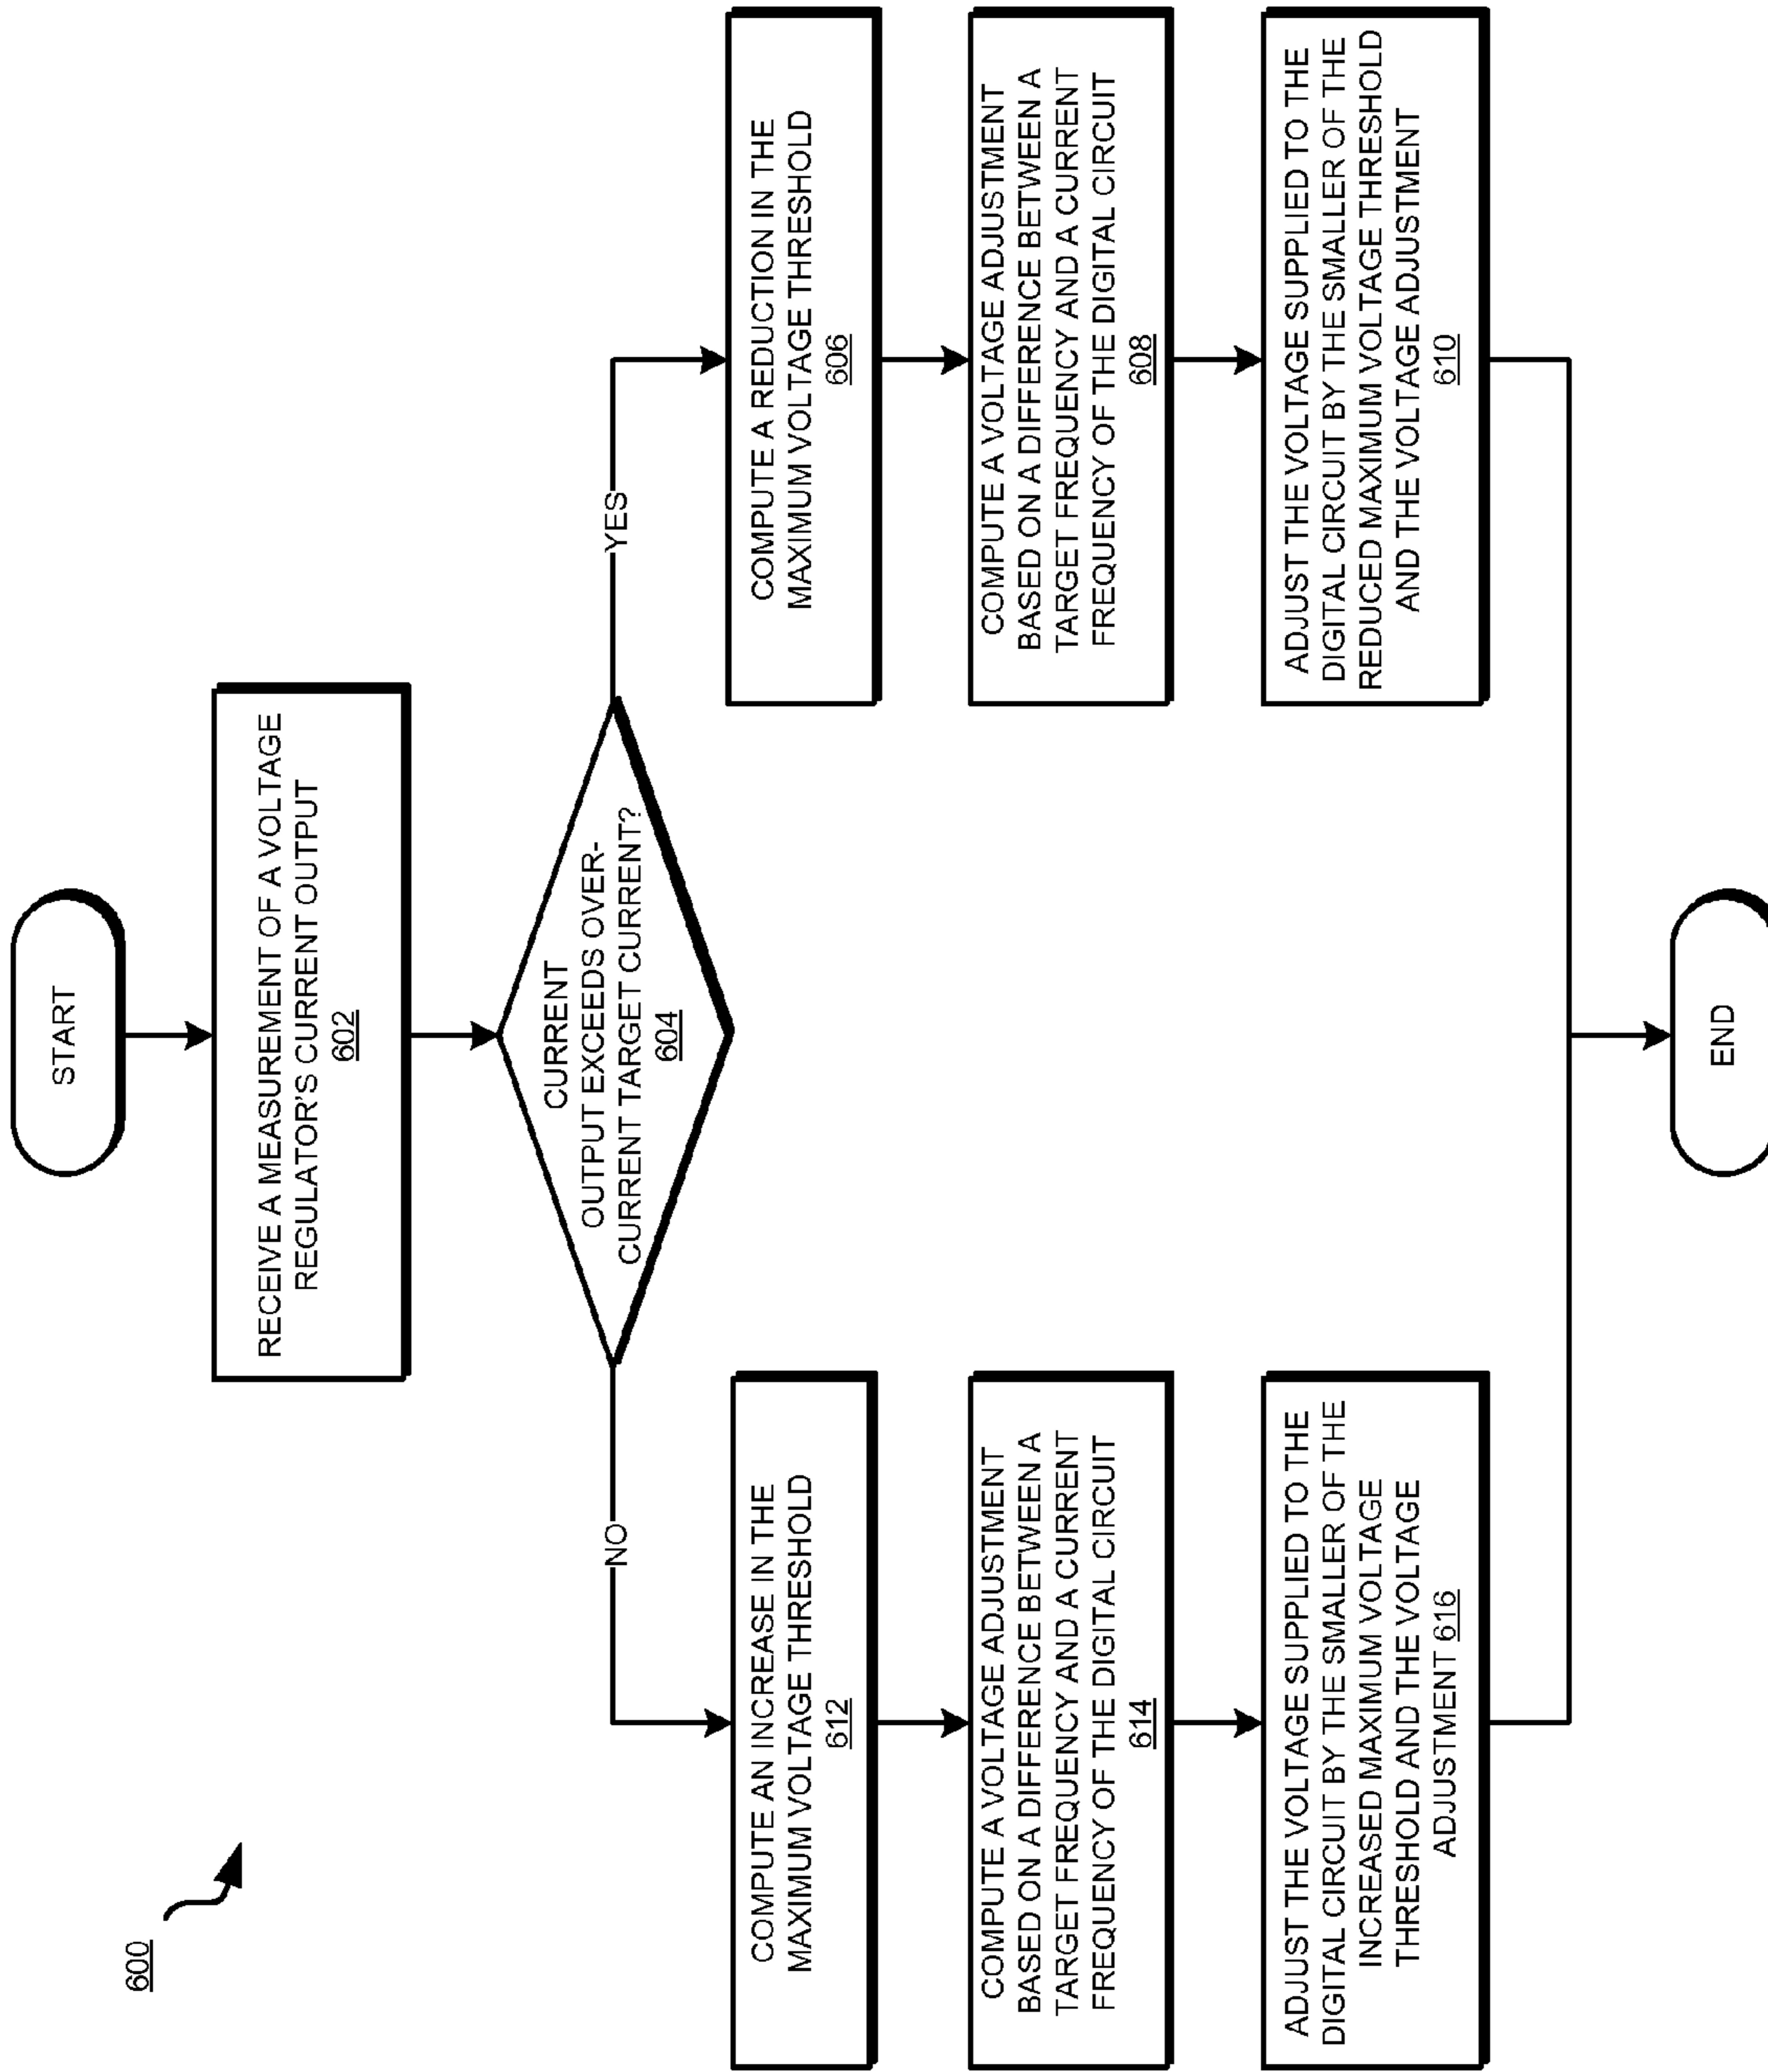 600
START
RECEIVE A MEASUREMENT OF A VOLTAGE
REGULATOR'S CURRENT OUTPUT
602
CURRENT
OUTPUT EXCEEDS OVER-
CURRENT TARGET CURRENT?
604
NO
YES
COMPUTE AN INCREASE IN THE
MAXIMUM VOLTAGE THRESHOLD
612
COMPUTE A VOLTAGE ADJUSTMENT
BASED ON A DIFFERENCE BETWEEN A
TARGET FREQUENCY AND A CURRENT
FREQUENCY OF THE DIGITAL CIRCUIT
614
ADJUST THE VOLTAGE SUPPLIED TO THE
DIGITAL CIRCUIT BY THE SMALLER OF THE
INCREASED MAXIMUM VOLTAGE
THRESHOLD AND THE VOLTAGE
ADJUSTMENT 616
COMPUTE A REDUCTION IN THE
MAXIMUM VOLTAGE THRESHOLD
606
COMPUTE A VOLTAGE ADJUSTMENT
BASED ON A DIFFERENCE BETWEEN A
TARGET FREQUENCY AND A CURRENT
FREQUENCY OF THE DIGITAL CIRCUIT
608
ADJUST THE VOLTAGE SUPPLIED TO THE
DIGITAL CIRCUIT BY THE SMALLER OF THE
REDUCED MAXIMUM VOLTAGE THRESHOLD
AND THE VOLTAGE ADJUSTMENT
610
END